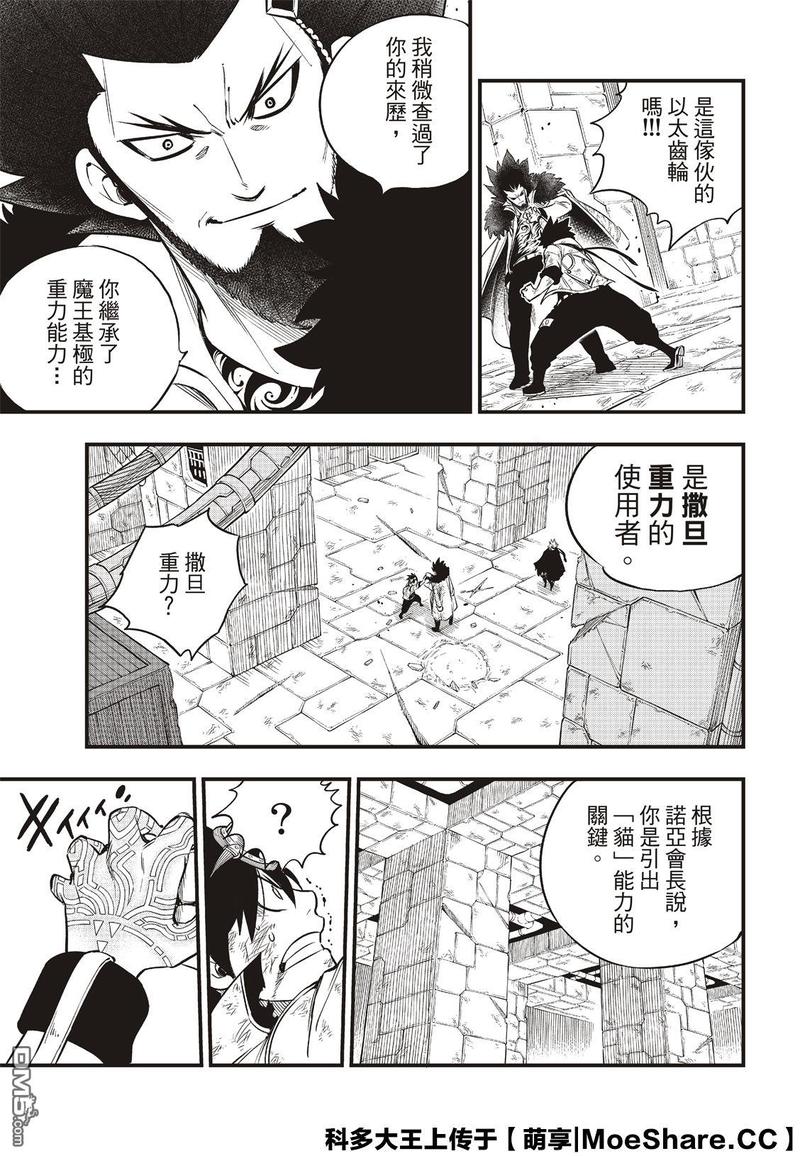 是這傢伙的
以太齒輪
嗎!!!
我稍微查過了
你的來歷，
你繼承了
魔王基極的
重力能力…
是撒旦
重力的
使用者。
撒旦
重力？
根據
諾亞會長說，
你是引出
「貓」能力的
關鍵。
？
DM5.net
科多大王上传于【萌享|MoeShare.CC】